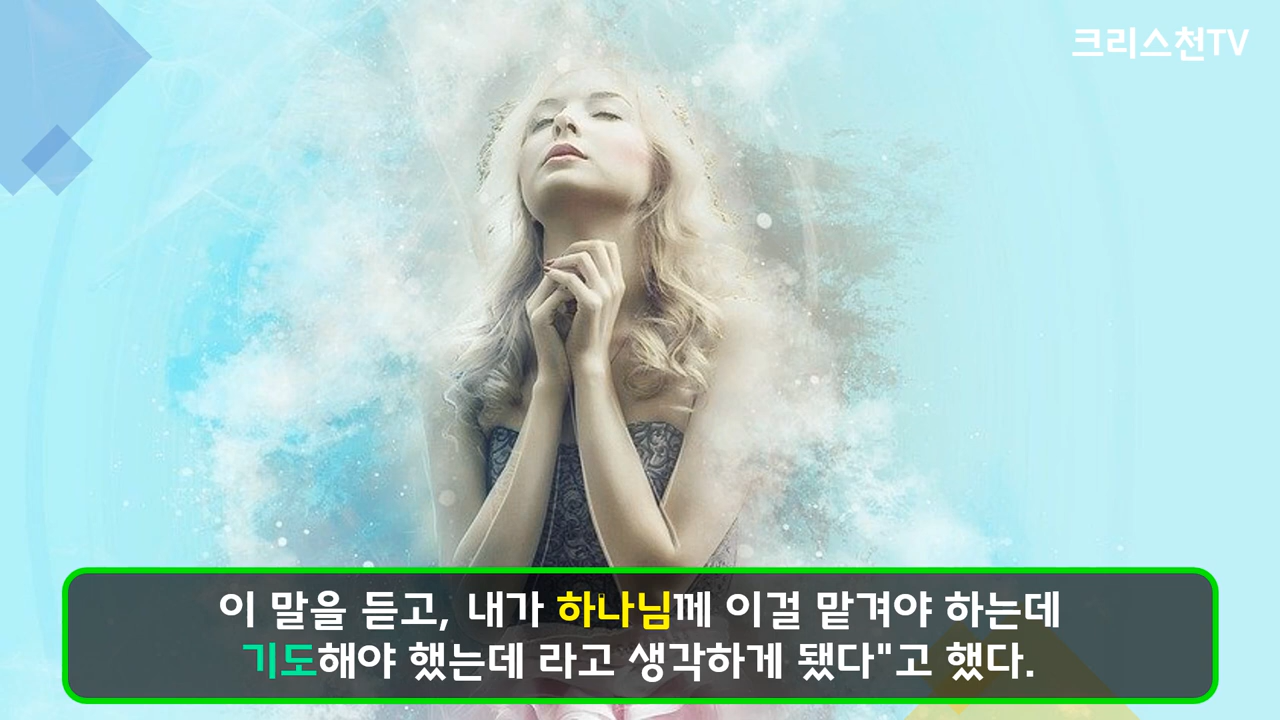 크리스천TV
이 말을 듣고, 내가 하나님께 이걸 맡겨야 하는데
기도해야 했는데 라고 생각하게 됐다"고 했다.